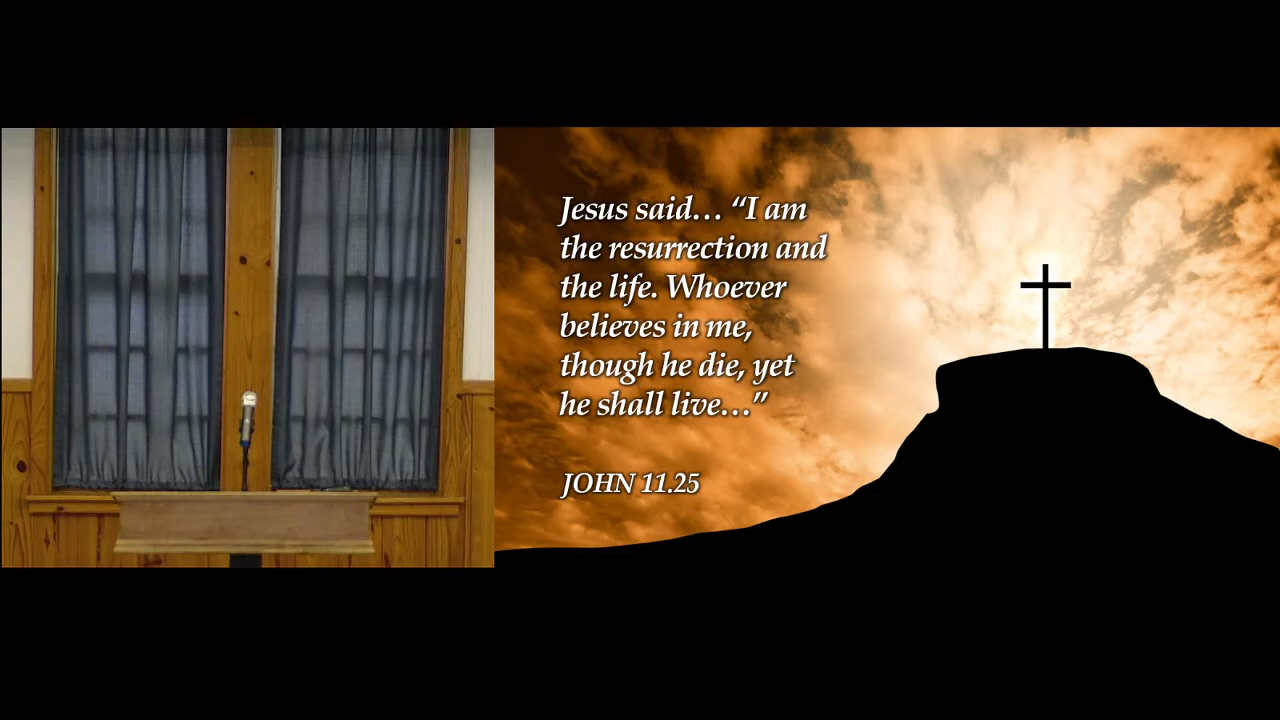 Jesus said… “I am
the resurrection and
the life. Whoever
believes in me,
though he die, yet
he shall live…”
JOHN 11.25